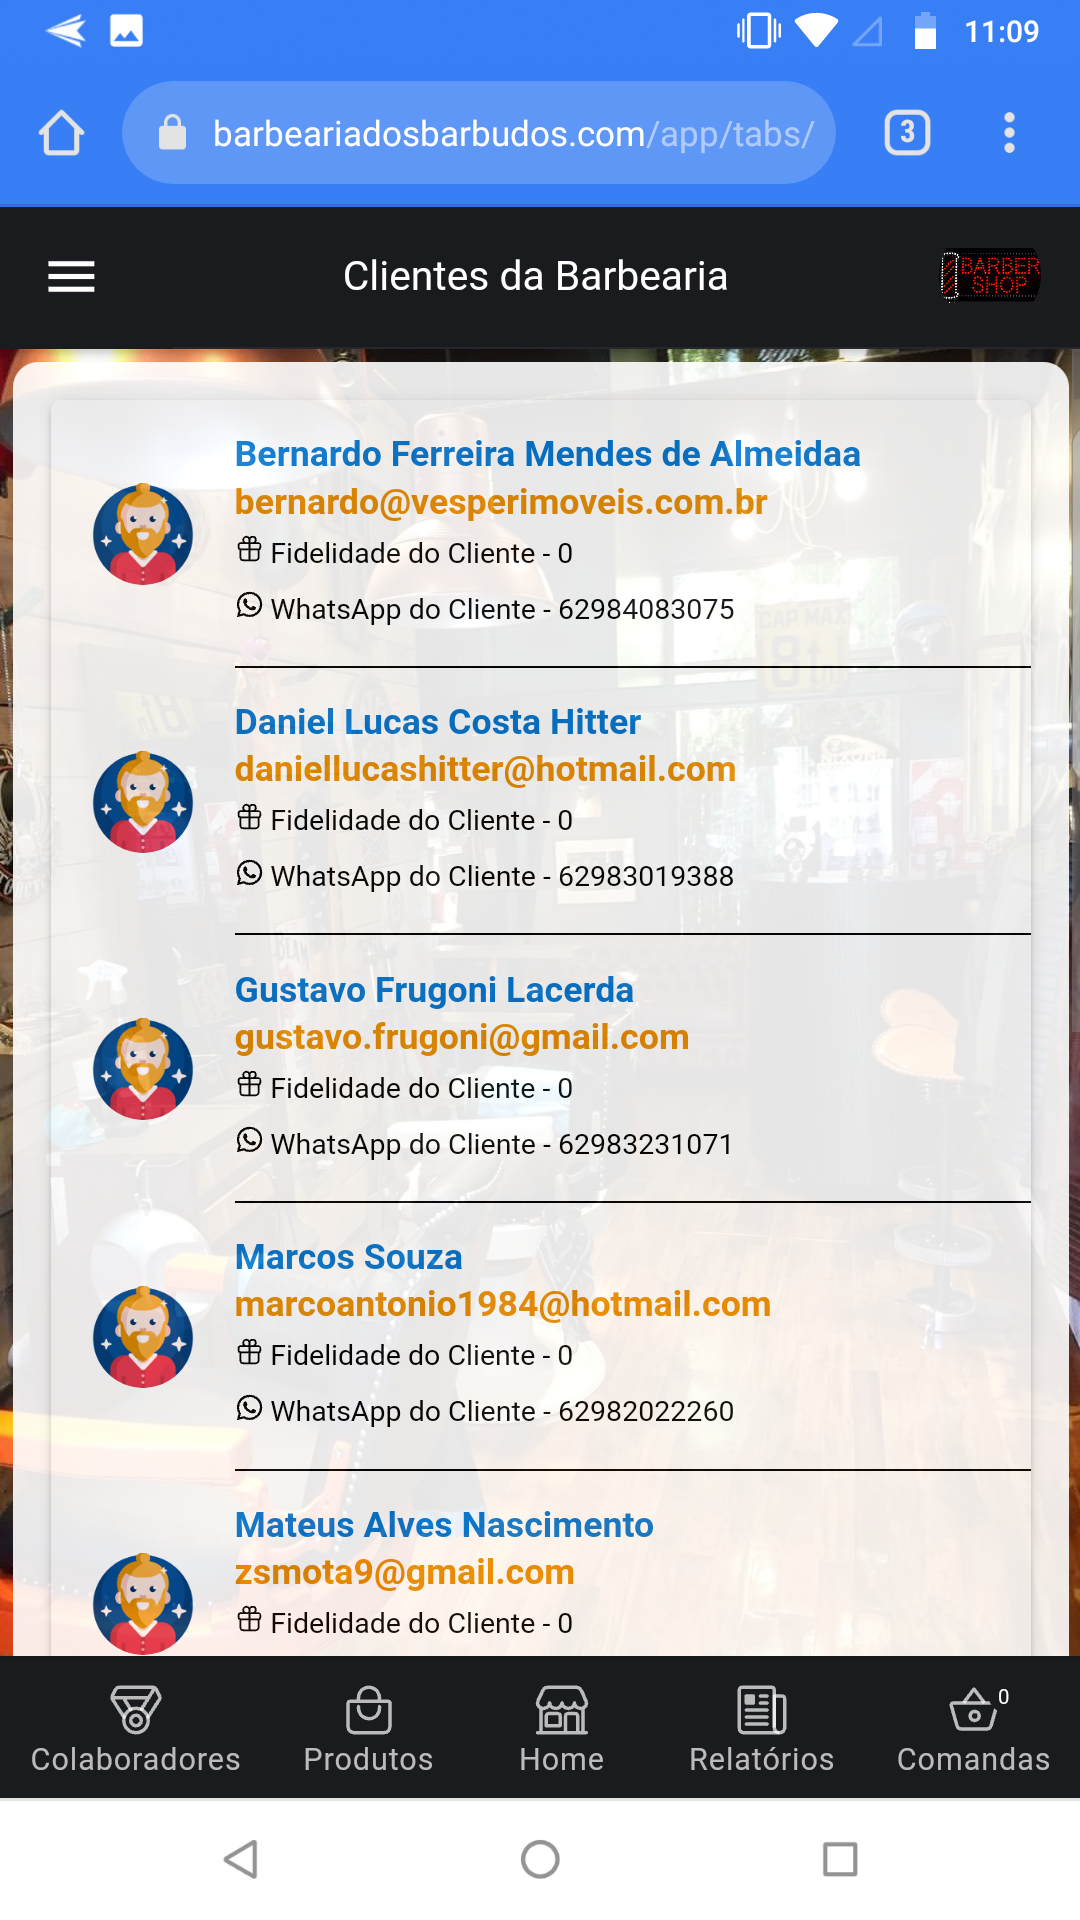 11:09
barbeariadosbarbudos.com/app/tabs/
3
Clientes da Barbearia
BARBER
SHOP
Bernardo Ferreira Mendes de Almeidaa
bernardo@vesperimoveis.com.br
Fidelidade do Cliente - 0
WhatsApp do Cliente - 62984083075
Daniel Lucas Costa Hitter
daniellucashitter@hotmail.com
Fidelidade do Cliente - 0
WhatsApp do Cliente - 62983019388
Gustavo Frugoni Lacerda
gustavo.frugoni@gmail.com
Fidelidade do Cliente - 0
WhatsApp do Cliente - 62983231071
Marcos Souza
marcoantonio1984@hotmail.com
Fidelidade do Cliente - 0
WhatsApp do Cliente - 62982022260
Mateus Alves Nascimento
zsmota9@gmail.com
Fidelidade do Cliente - 0
0
Colaboradores Produtos Home Relatórios Comandas